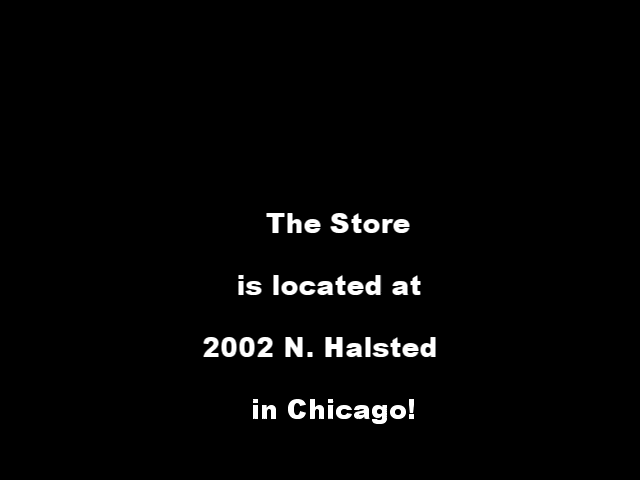 The Store
is located at
2002 N. Halsted
in Chicago!